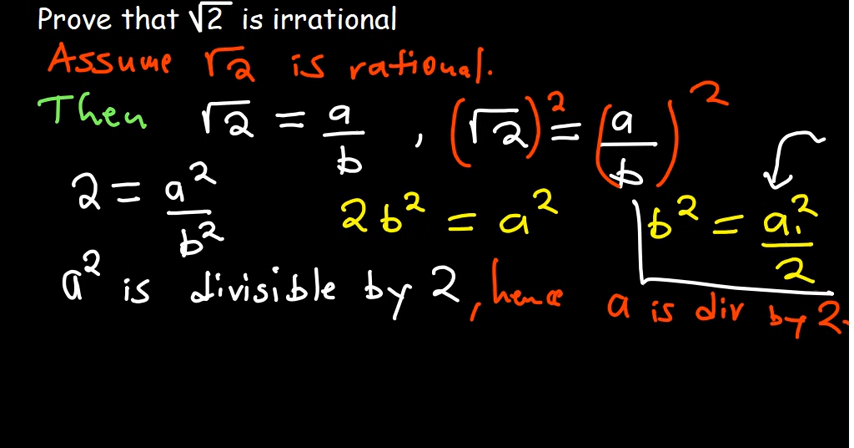 Prove that √2 is irrational
Assume √2 is rational.
Then √2 = a/b , (√2)² = (a/b)²
2 = a²/b² 2b² = a² b² = a²/2
a² is divisible by 2, hence a is div by 2.